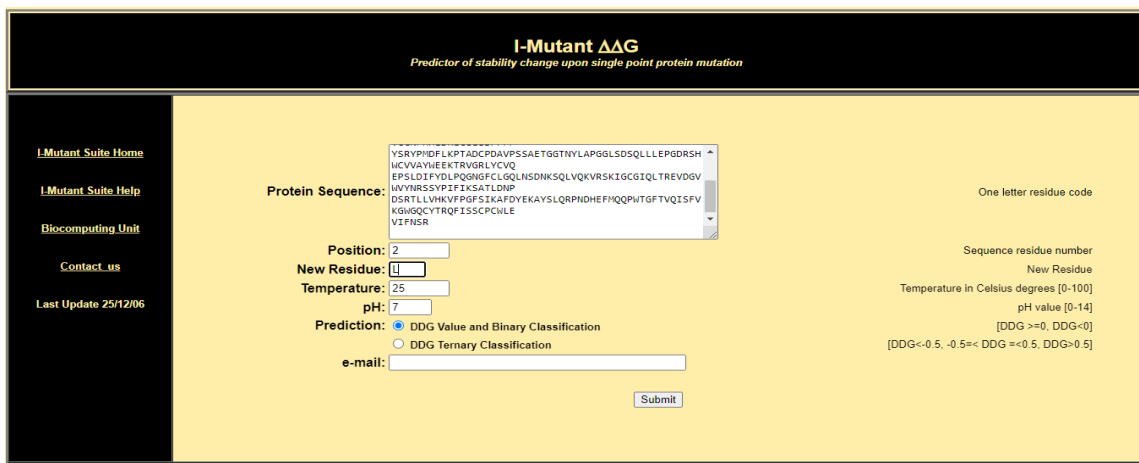 I-Mutant ΔΔG
Predictor of stability change upon single point protein mutation
I-Mutant Suite Home
I-Mutant Suite Help
Biocomputing Unit
Contact us
Last Update 25/12/06
Protein Sequence:
YSRYPMDFLKPTADCPDAVPSSAETGGTNYLAPGGLSDSQLLLEPGDRSH
WCVVAYWEEKTRVGRLYCVQ
EPSLDIFYDLPQGNGFCLGQLNSDNKSQLVQKVRSKIGCGIQLTREVDGV
WVYNRSSYPIFIKSATLDNP
DSRTLLVHKVFPGFSIKAFDYEKAYSLQRPNDHEFMQQPWTGFTVQISFV
KGWGQCYTRQFISSCPCWLE
VIFNSR
One letter residue code
Position: 2 Sequence residue number
New Residue: L New Residue
Temperature: 25 Temperature in Celsius degrees [0-100]
pH: 7 pH value [0-14]
Prediction: DDG Value and Binary Classification [DDG >=0, DDG<0]
DDG Ternary Classification [DDG<-0.5, -0.5=< DDG =<0.5, DDG>0.5]
e-mail:
Submit